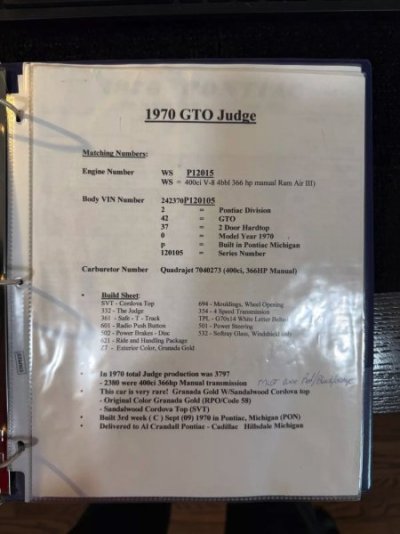 1970 GTO Judge
Matching Numbers:
Engine Number WS P12015
WS = 400ci V-8 4bbl 366 hp manual Ram Air III)
Body VIN Number 242370P120105
2 = Pontiac Division
42 = GTO
37 = 2 Door Hardtop
0 = Model Year 1970
p = Built in Pontiac Michigan
120105 = Series Number
Carburetor Number Quadrajet 7040273 (400ci, 366HP Manual)
• Build Sheet:
SVT - Cordova Top 694 - Mouldings, Wheel Opening
332 - The Judge 354 - 4 Speed Transmission
361 - Saft - T - Track TPL - G70x14 White Letter Belted
601 - Radio Push Button 501 - Power Steering
502 - Power Brakes - Disc 532 - Softray Glass, Windshield only
621 - Ride and Handling Package
- Exterior Color, Granada Gold
• In 1970 total Judge production was 3797
- 2380 were 400ci 366hp Manual transmission
• This car is very rare! Granada Gold W/Sandalwood Cordova top
- Original Color Granada Gold (RPO/Code 58)
- Sandalwood Cordova Top (SVT)
• Built 3rd week ( C ) Sept (09) 1970 in Pontiac, Michigan (PON)
• Delivered to Al Crandall Pontiac - Cadillac Hillsdale Michigan